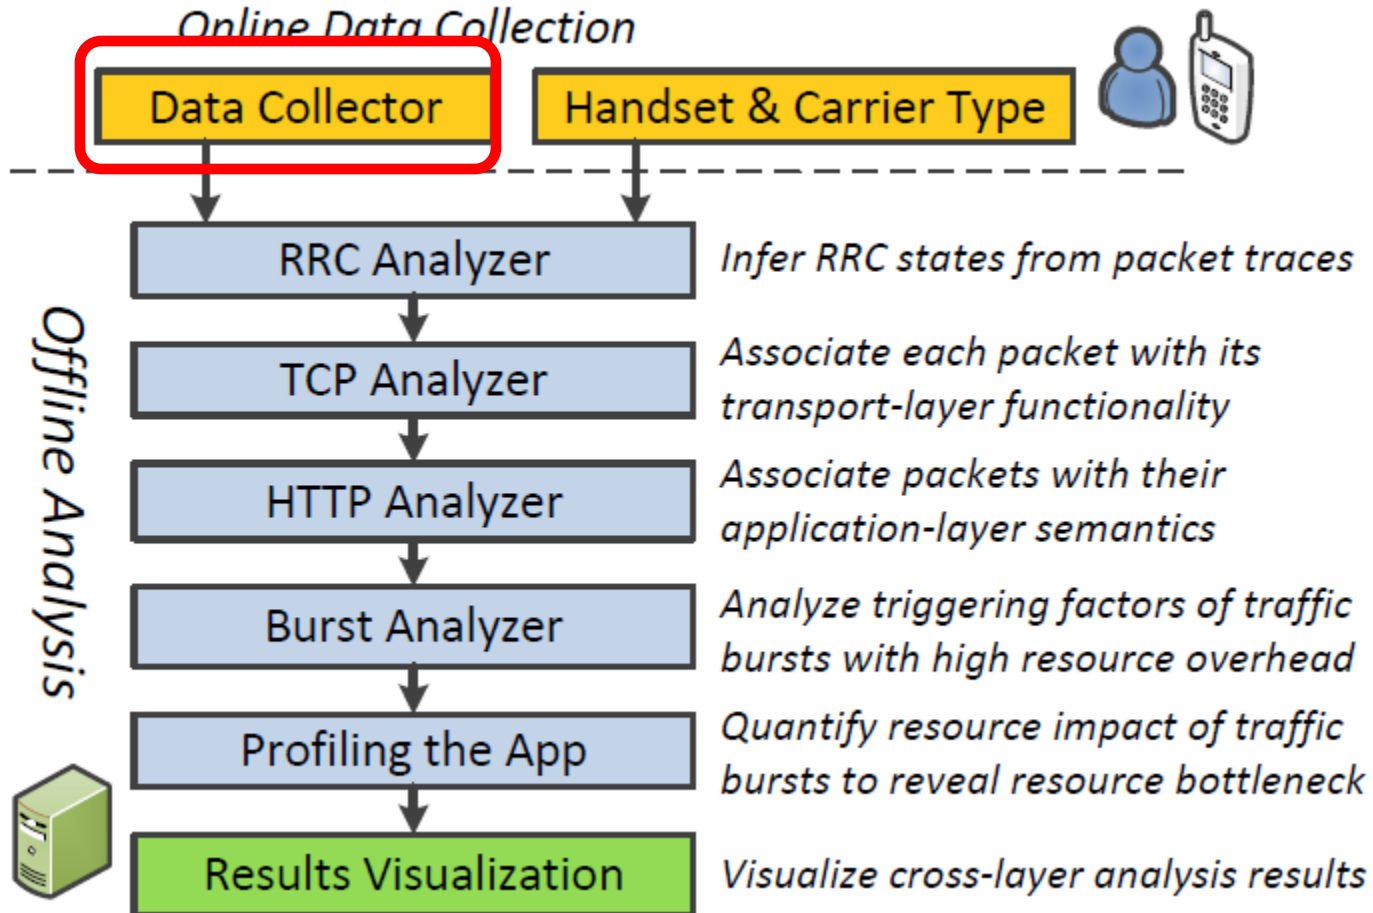 Online Data Collection
Data Collector
Handset & Carrier Type
RRC Analyzer
Infer RRC states from packet traces
TCP Analyzer
Associate each packet with its
transport-layer functionality
HTTP Analyzer
Associate packets with their
application-layer semantics
Burst Analyzer
Analyze triggering factors of traffic
bursts with high resource overhead
Profiling the App
Quantify resource impact of traffic
bursts to reveal resource bottleneck
Results Visualization
Visualize cross-layer analysis results
Offline Analysis